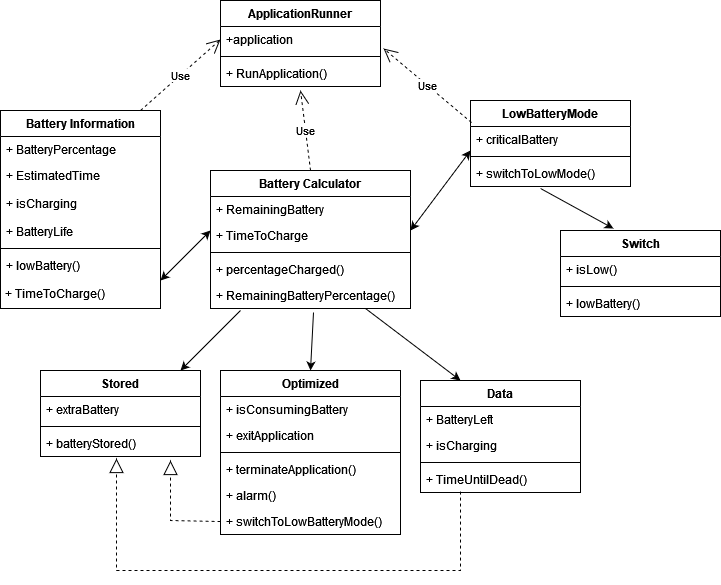 ApplicationRunner
+application
+ RunApplication()
Use
Use
Use
Battery Information
+ BatteryPercentage
+ EstimatedTime
+ isCharging
+ BatteryLife
+ lowBattery()
+ TimeToCharge()
Battery Calculator
+ RemainingBattery
+ TimeToCharge
+ percentageCharged()
+ RemainingBatteryPercentage()
LowBatteryMode
+ criticalBattery
+ switchToLowMode()
Switch
+ isLow()
+ lowBattery()
Stored
+ extraBattery
+ batteryStored()
Optimized
+ isConsumingBattery
+ exitApplication
+ terminateApplication()
+ alarm()
+ switchToLowBatteryMode()
Data
+ BatteryLeft
+ isCharging
+ TimeUntilDead()